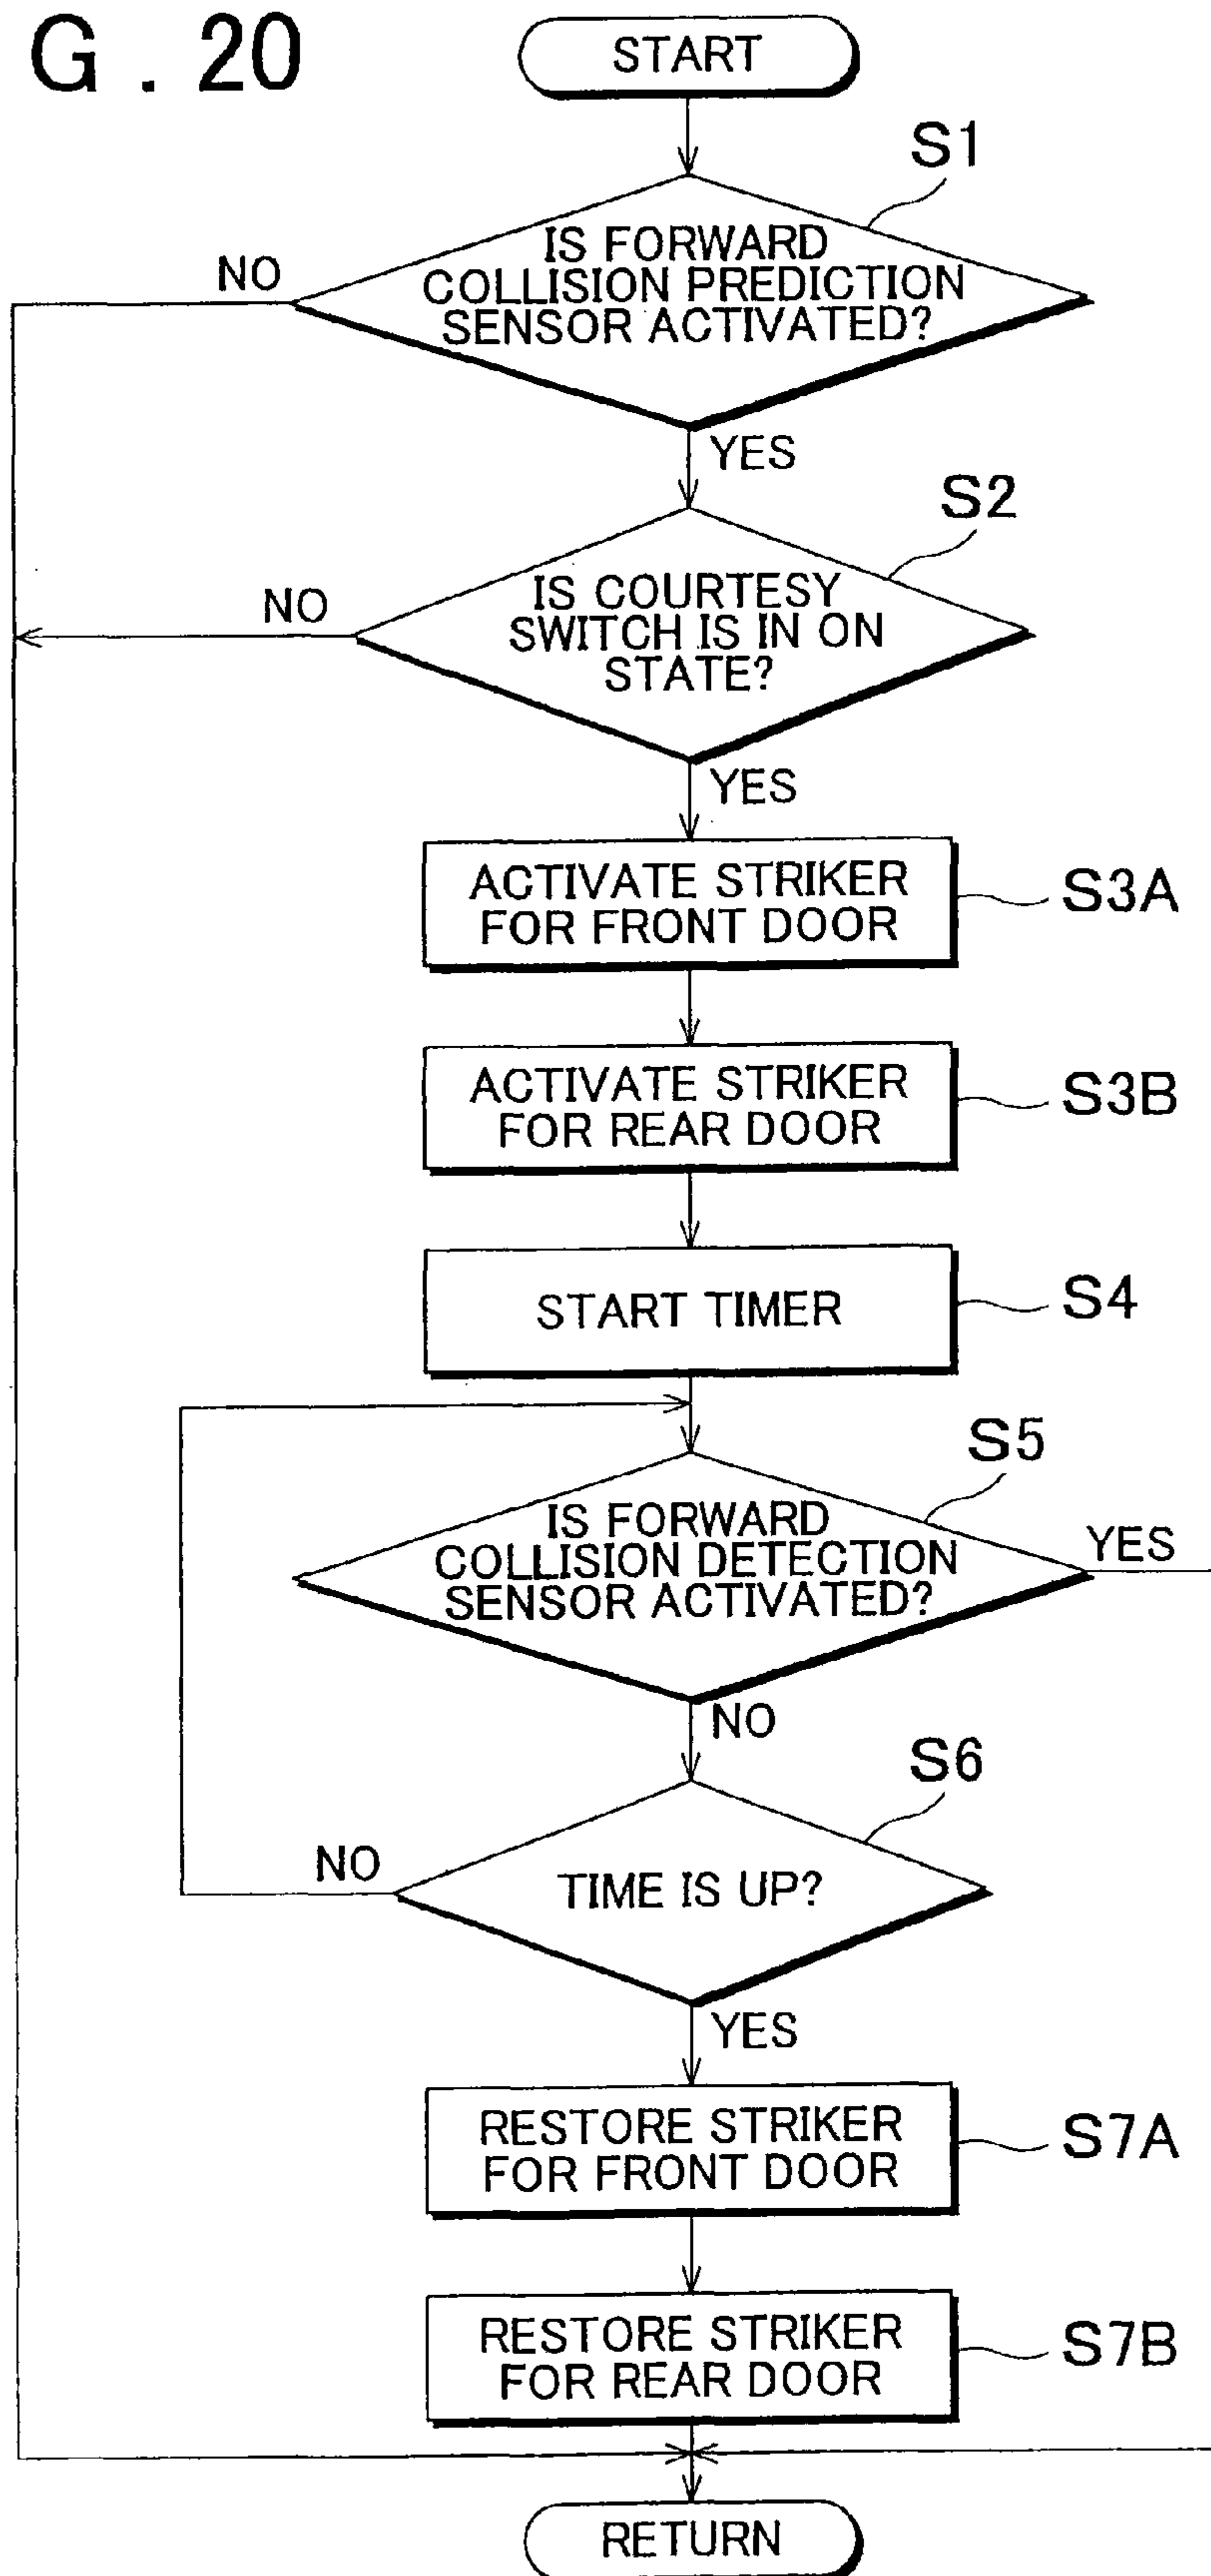 G . 20
START
S1
IS FORWARD
COLLISION PREDICTION
SENSOR ACTIVATED?
NO
YES
S2
IS COURTESY
SWITCH IS IN ON
STATE?
NO
YES
ACTIVATE STRIKER
FOR FRONT DOOR
S3A
ACTIVATE STRIKER
FOR REAR DOOR
S3B
START TIMER
S4
S5
IS FORWARD
COLLISION DETECTION
SENSOR ACTIVATED?
YES
NO
S6
TIME IS UP?
NO
YES
RESTORE STRIKER
FOR FRONT DOOR
S7A
RESTORE STRIKER
FOR REAR DOOR
S7B
RETURN